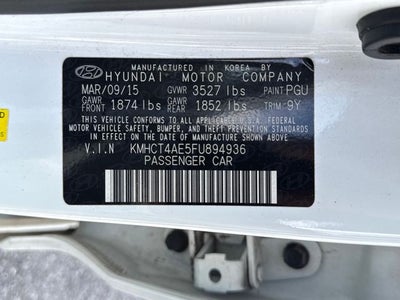 MANUFACTURED IN KOREA BY
HYUNDAI MOTOR COMPANY
MAR/09/15 GVWR 3527 lbs PAINT PGU
GAWR FRONT 1874 lbs GAWR REAR 1852 lbs TRIM 9Y
THIS VEHICLE CONFORMS TO ALL APPLICABLE U.S.A. FEDERAL MOTOR
VEHICLE SAFETY, BUMPER, AND THEFT PREVENTION STANDARDS
IN EFFECT ON THE DATE OF MANUFACTURE SHOWN ABOVE.
V.I.N KMHCT4AE5FU894936
PASSENGER CAR